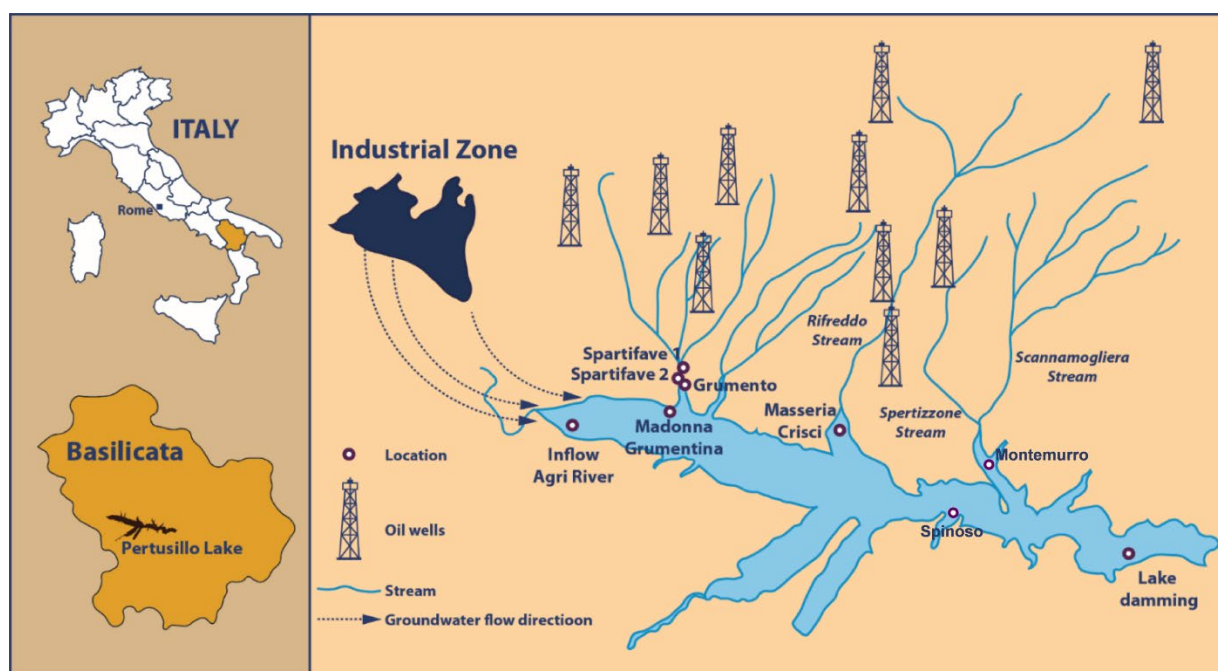 ITALY
Rome
Basilicata
Pertusillo Lake
Industrial Zone
Spartifave 1
Spartifave 2
Grumento
Madonna
Grumentina
Inflow
Agri River
Masseria
Crisci
Rifreddo
Stream
Spertizzone
Stream
Scannamogliera
Stream
Montemurro
Spinoso
Lake
damming
Location
Oil wells
Stream
Groundwater flow directioon